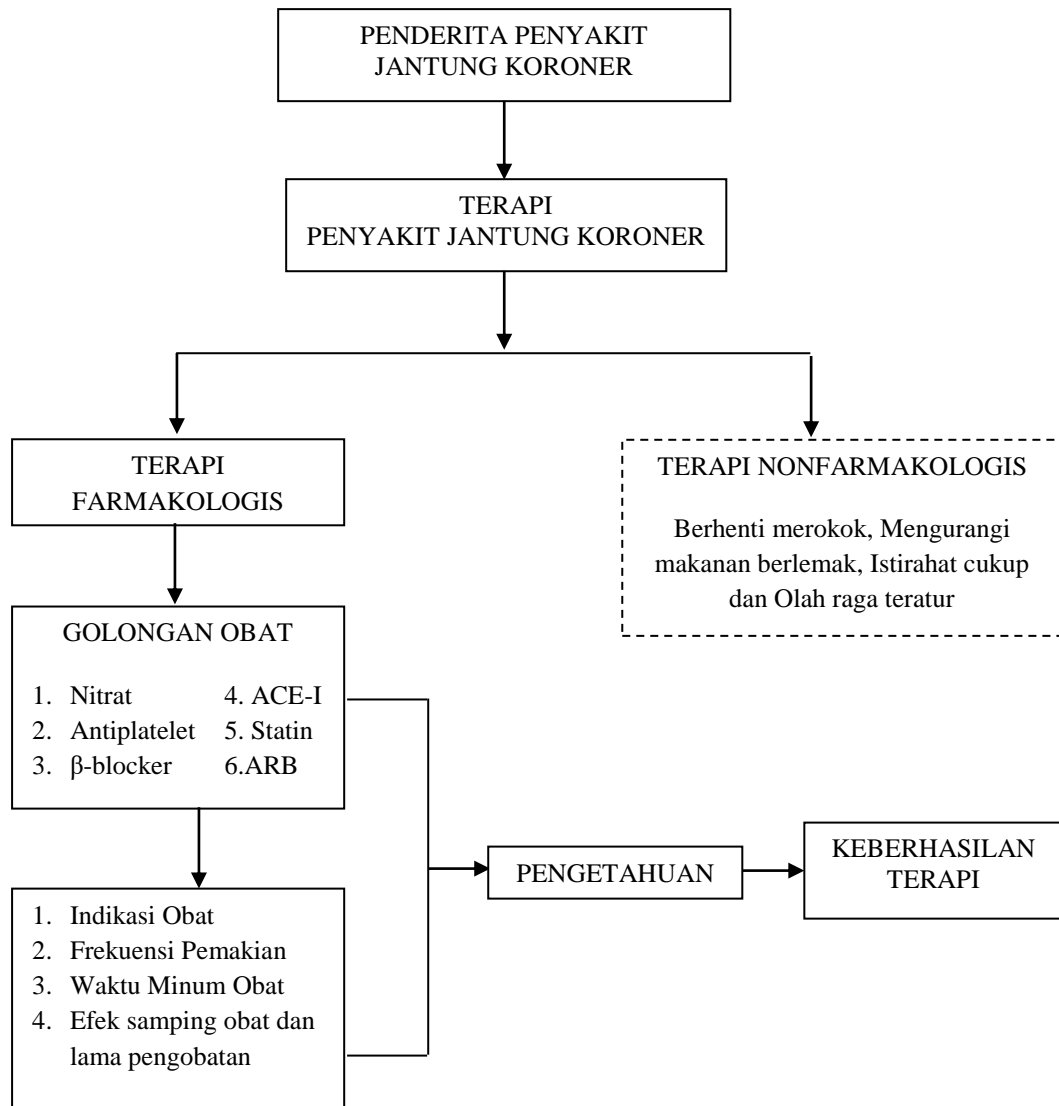 PENDERITA PENYAKIT
JANTUNG KORONER
TERAPI
PENYAKIT JANTUNG KORONER
TERAPI
FARMAKOLOGIS
TERAPI NONFARMAKOLOGIS
Berhenti merokok, Mengurangi
makanan berlemak, Istirahat cukup
dan Olah raga teratur
GOLONGAN OBAT
1. Nitrat 4. ACE-I
2. Antiplatelet 5. Statin
3. β-blocker 6.ARB
PENGETAHUAN
KEBERHASILAN
TERAPI
1. Indikasi Obat
2. Frekuensi Pemakian
3. Waktu Minum Obat
4. Efek samping obat dan
lama pengobatan